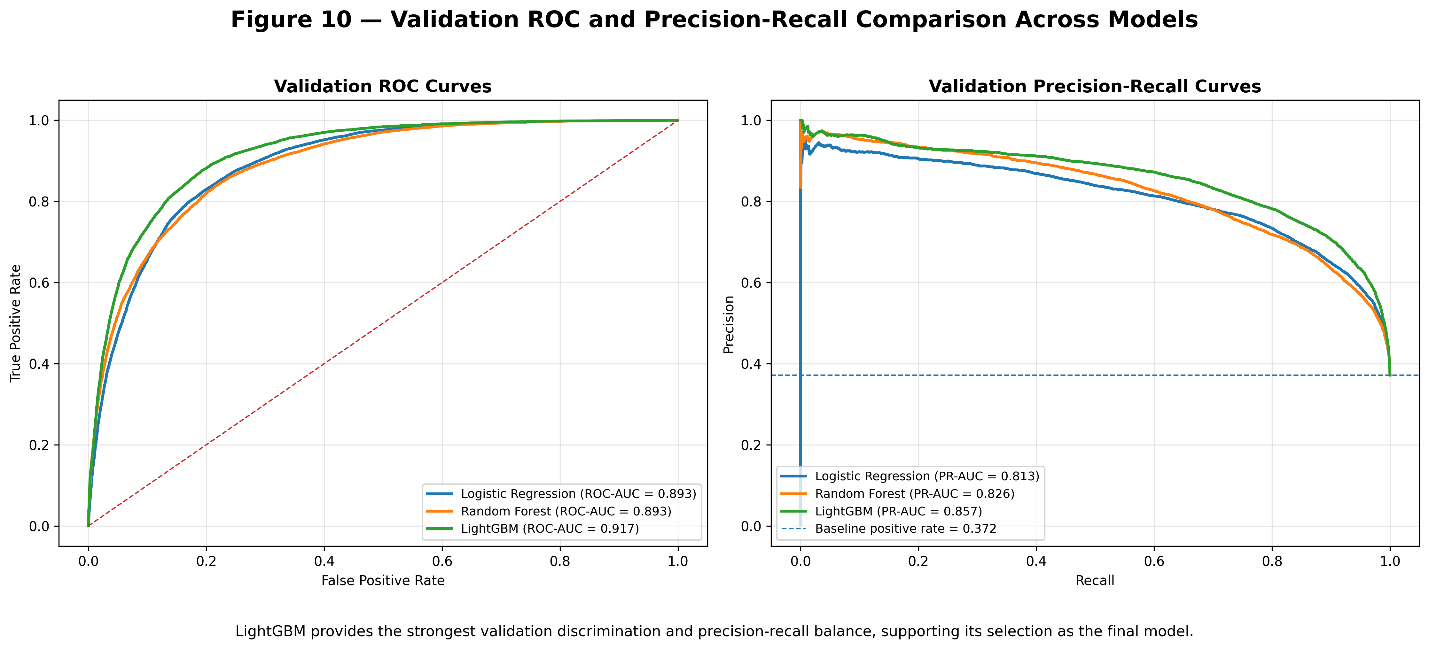 Figure 10 — Validation ROC and Precision-Recall Comparison Across Models
Validation ROC Curves
True Positive Rate
1.0
0.8
0.6
0.4
0.2
0.0
0.0 0.2 0.4 0.6 0.8 1.0
False Positive Rate
Logistic Regression (ROC-AUC = 0.893)
Random Forest (ROC-AUC = 0.893)
LightGBM (ROC-AUC = 0.917)
Validation Precision-Recall Curves
Precision
1.0
0.8
0.6
0.4
0.2
0.0
0.0 0.2 0.4 0.6 0.8 1.0
Recall
Logistic Regression (PR-AUC = 0.813)
Random Forest (PR-AUC = 0.826)
LightGBM (PR-AUC = 0.857)
Baseline positive rate = 0.372
LightGBM provides the strongest validation discrimination and precision-recall balance, supporting its selection as the final model.